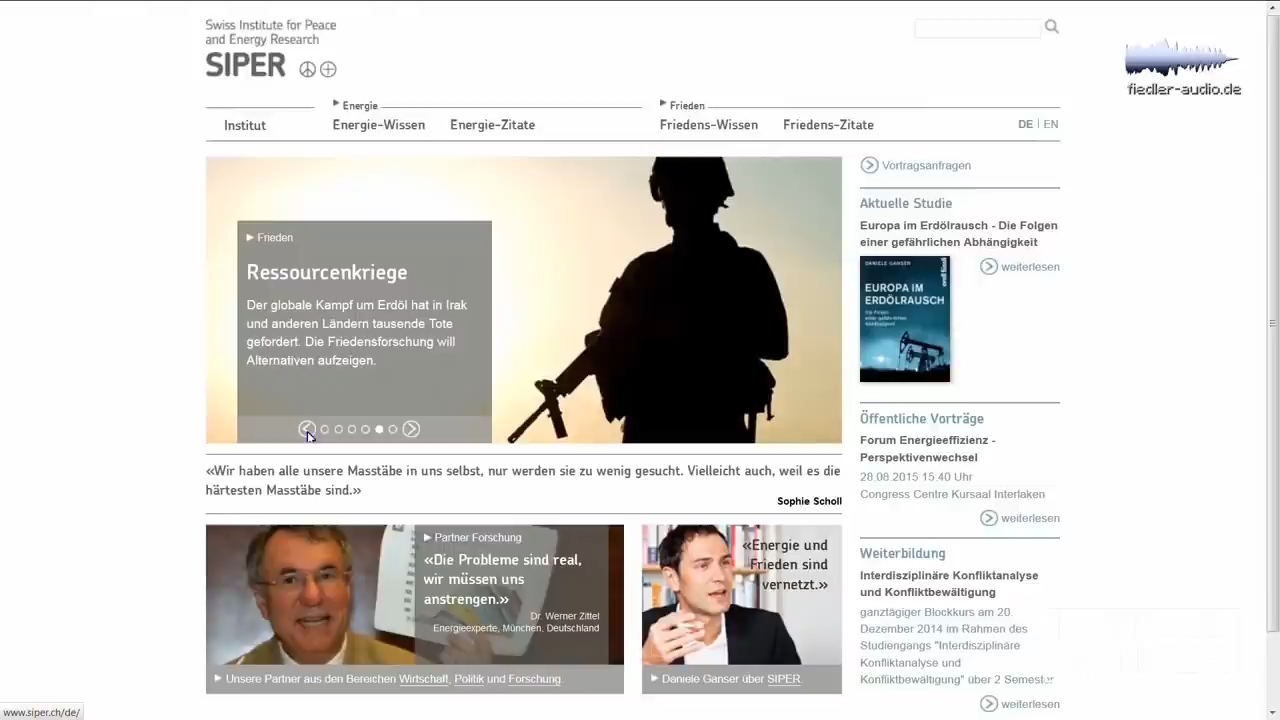 Swiss Institute for Peace
and Energy Research
SIPER
fiedler-audio.de
Energie
Frieden
Institut
Energie-Wissen
Energie-Zitate
Friedens-Wissen
Friedens-Zitate
DE | EN
Frieden
Ressourcenkriege
Der globale Kampf um Erdöl hat in Irak
und anderen Ländern tausende Tote
gefordert. Die Friedensforschung will
Alternativen aufzeigen.
«Wir haben alle unsere Masstäbe in uns selbst, nur werden sie zu wenig gesucht. Vielleicht auch, weil es die
härtesten Masstäbe sind.»
Sophie Scholl
Partner Forschung
«Die Probleme sind real,
wir müssen uns
anstrengen.»
Dr. Werner Zittel
Energieexperte, München, Deutschland
Unsere Partner aus den Bereichen Wirtschaft, Politik und Forschung.
«Energie und
Frieden sind
vernetzt.»
Daniele Ganser über SIPER.
Vortragsanfragen
Aktuelle Studie
Europa im Erdölrausch - Die Folgen
einer gefährlichen Abhängigkeit
weiterlesen
DANIELE GANSER
EUROPA IM
ERDÖLRAUSCH
Öffentliche Vorträge
Forum Energieeffizienz -
Perspektivenwechsel
28.08.2015 15:40 Uhr
Congress Centre Kursaal Interlaken
weiterlesen
Weiterbildung
Interdisziplinäre Konfliktanalyse
und Konfliktbewältigung
ganztägiger Blockkurs am 20.
Dezember 2014 im Rahmen des
Studiengangs "Interdisziplinäre
Konfliktanalyse und
Konfliktbewältigung" über 2 Semester
weiterlesen
www.siper.ch/de/